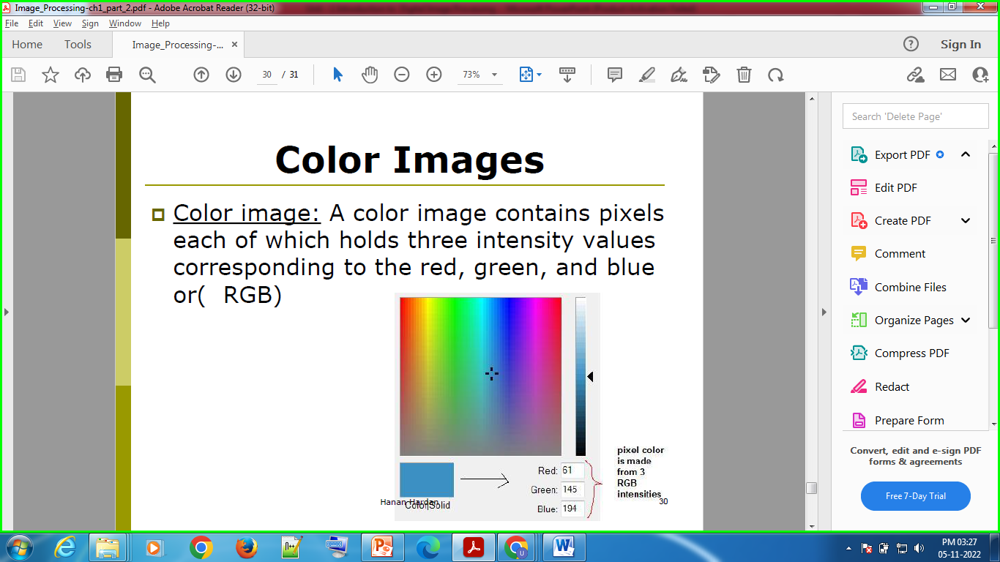 Image_Processing-ch1_part_2.pdf - Adobe Acrobat Reader (32-bit)
File Edit View Sign Window Help
Home Tools Image_Processing-... × Sign In
30 / 31 73%
Search 'Delete Page'
Export PDF
Edit PDF
Create PDF
Comment
Combine Files
Organize Pages
Compress PDF
Redact
Prepare Form
Convert, edit and e-sign PDF
forms & agreements
Free 7-Day Trial
Color Images
Color image: A color image contains pixels
each of which holds three intensity values
corresponding to the red, green, and blue
or( RGB)
Red: 61
Green: 145
Blue: 194
pixel color
is made
from 3
RGB
intensities
Hanan Hardan
Color|Solid
30
PM 03:27
05-11-2022